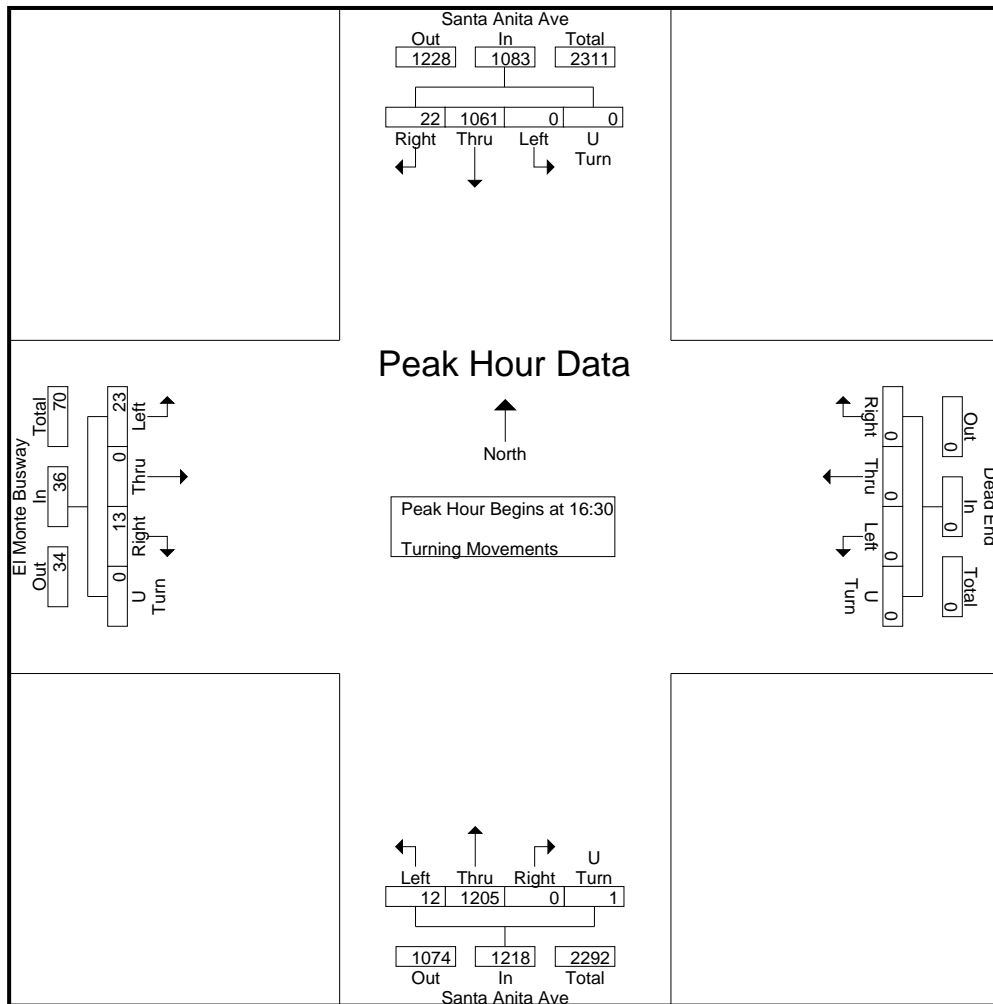 Santa Anita Ave
Out In Total
1228 1083 2311
22 1061 0 0
Right Thru Left U
Turn
Peak Hour Data
North
Peak Hour Begins at 16:30
Turning Movements
El Monte Busway
Total In Out
70 36 34
23 0 13 0
Left Thru Right U
Turn
Dead End
Out In Total
0 0 0
Right Thru Left U
Turn
0 0 0 0
U
Left Thru Right Turn
12 1205 0 1
1074 1218 2292
Out In Total
Santa Anita Ave